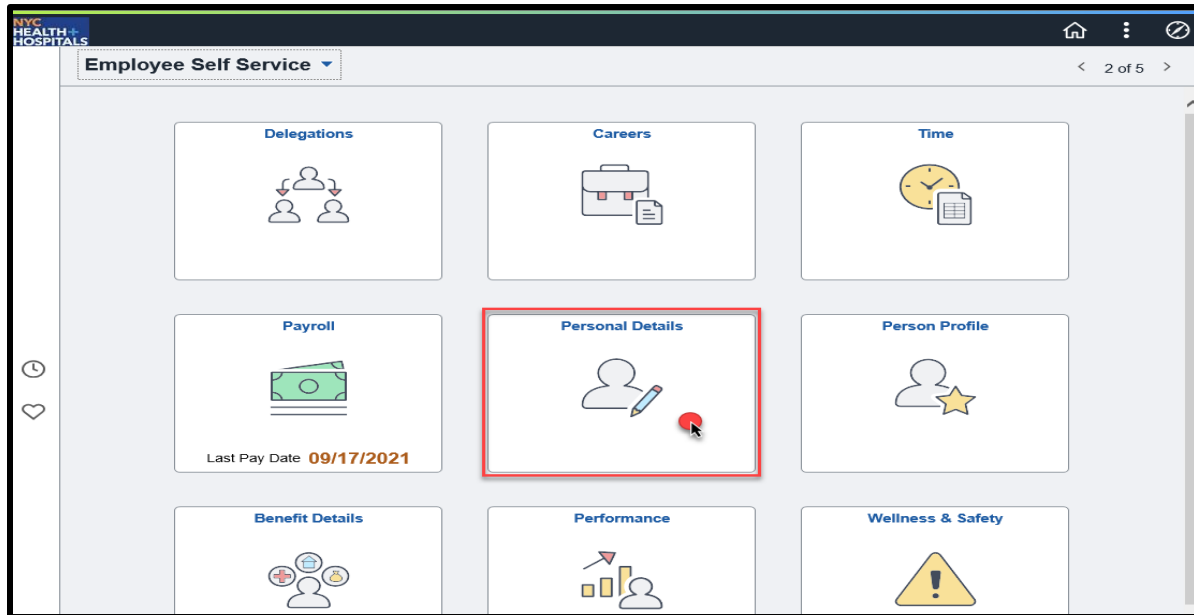 NYC
HEALTH+
HOSPITALS
Employee Self Service
2 of 5
Delegations
Careers
Time
Payroll
Personal Details
Person Profile
Last Pay Date 09/17/2021
Benefit Details
Performance
Wellness & Safety